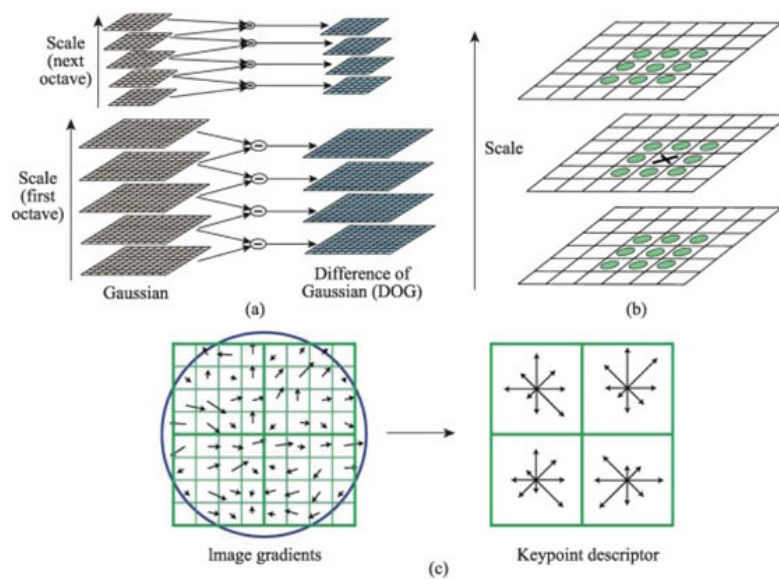 Scale
(next
octave)
Scale
(first
octave)
Gaussian
Difference of
Gaussian (DOG)
(a)
Scale
(b)
Image gradients
Keypoint descriptor
(c)